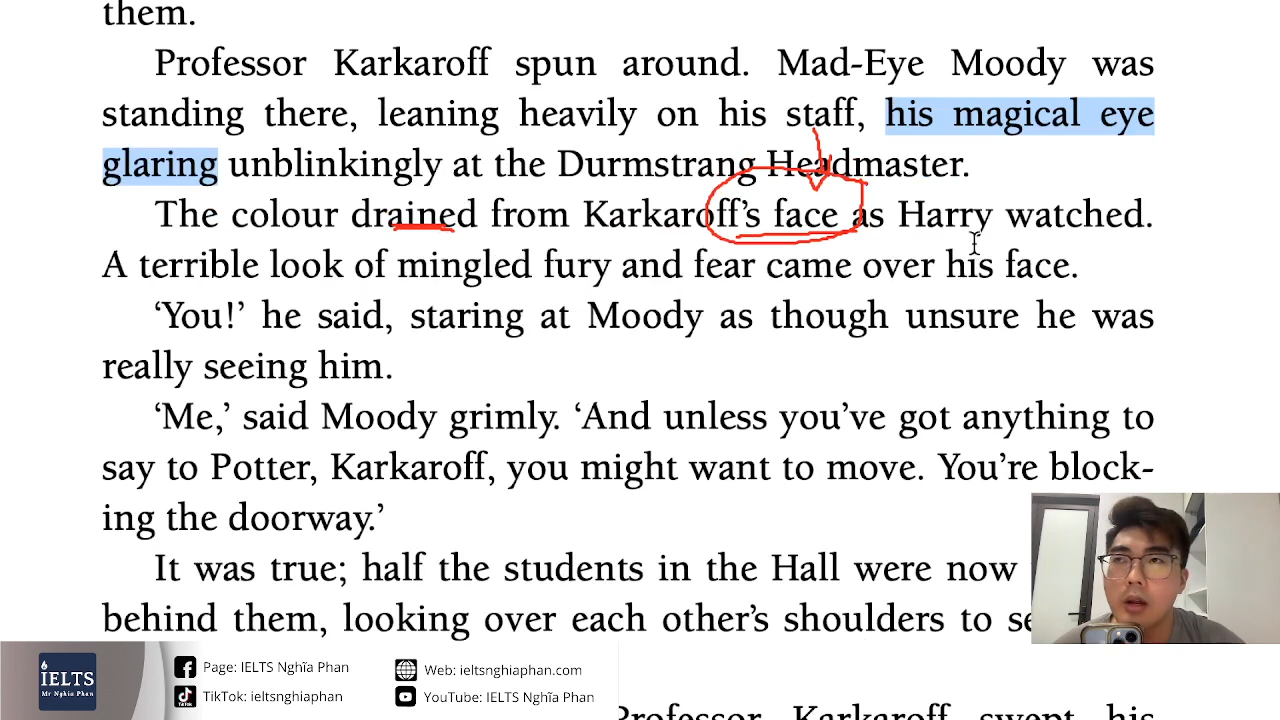 them.
Professor Karkaroff spun around. Mad-Eye Moody was
standing there, leaning heavily on his staff, his magical eye
glaring unblinkingly at the Durmstrang Headmaster.
The colour drained from Karkaroff’s face as Harry watched.
A terrible look of mingled fury and fear came over his face.
‘You!’ he said, staring at Moody as though unsure he was
really seeing him.
‘Me,’ said Moody grimly. ‘And unless you’ve got anything to
say to Potter, Karkaroff, you might want to move. You’re block-
ing the doorway.’
It was true; half the students in the Hall were now
behind them, looking over each other’s shoulders to
IELTS
Mr Nghia Phan
Page: IELTS Nghĩa Phan
TikTok: ieltsnghiaphan
Web: ieltsnghiaphan.com
YouTube: IELTS Nghĩa Phan
Professor Karkaroff swept his